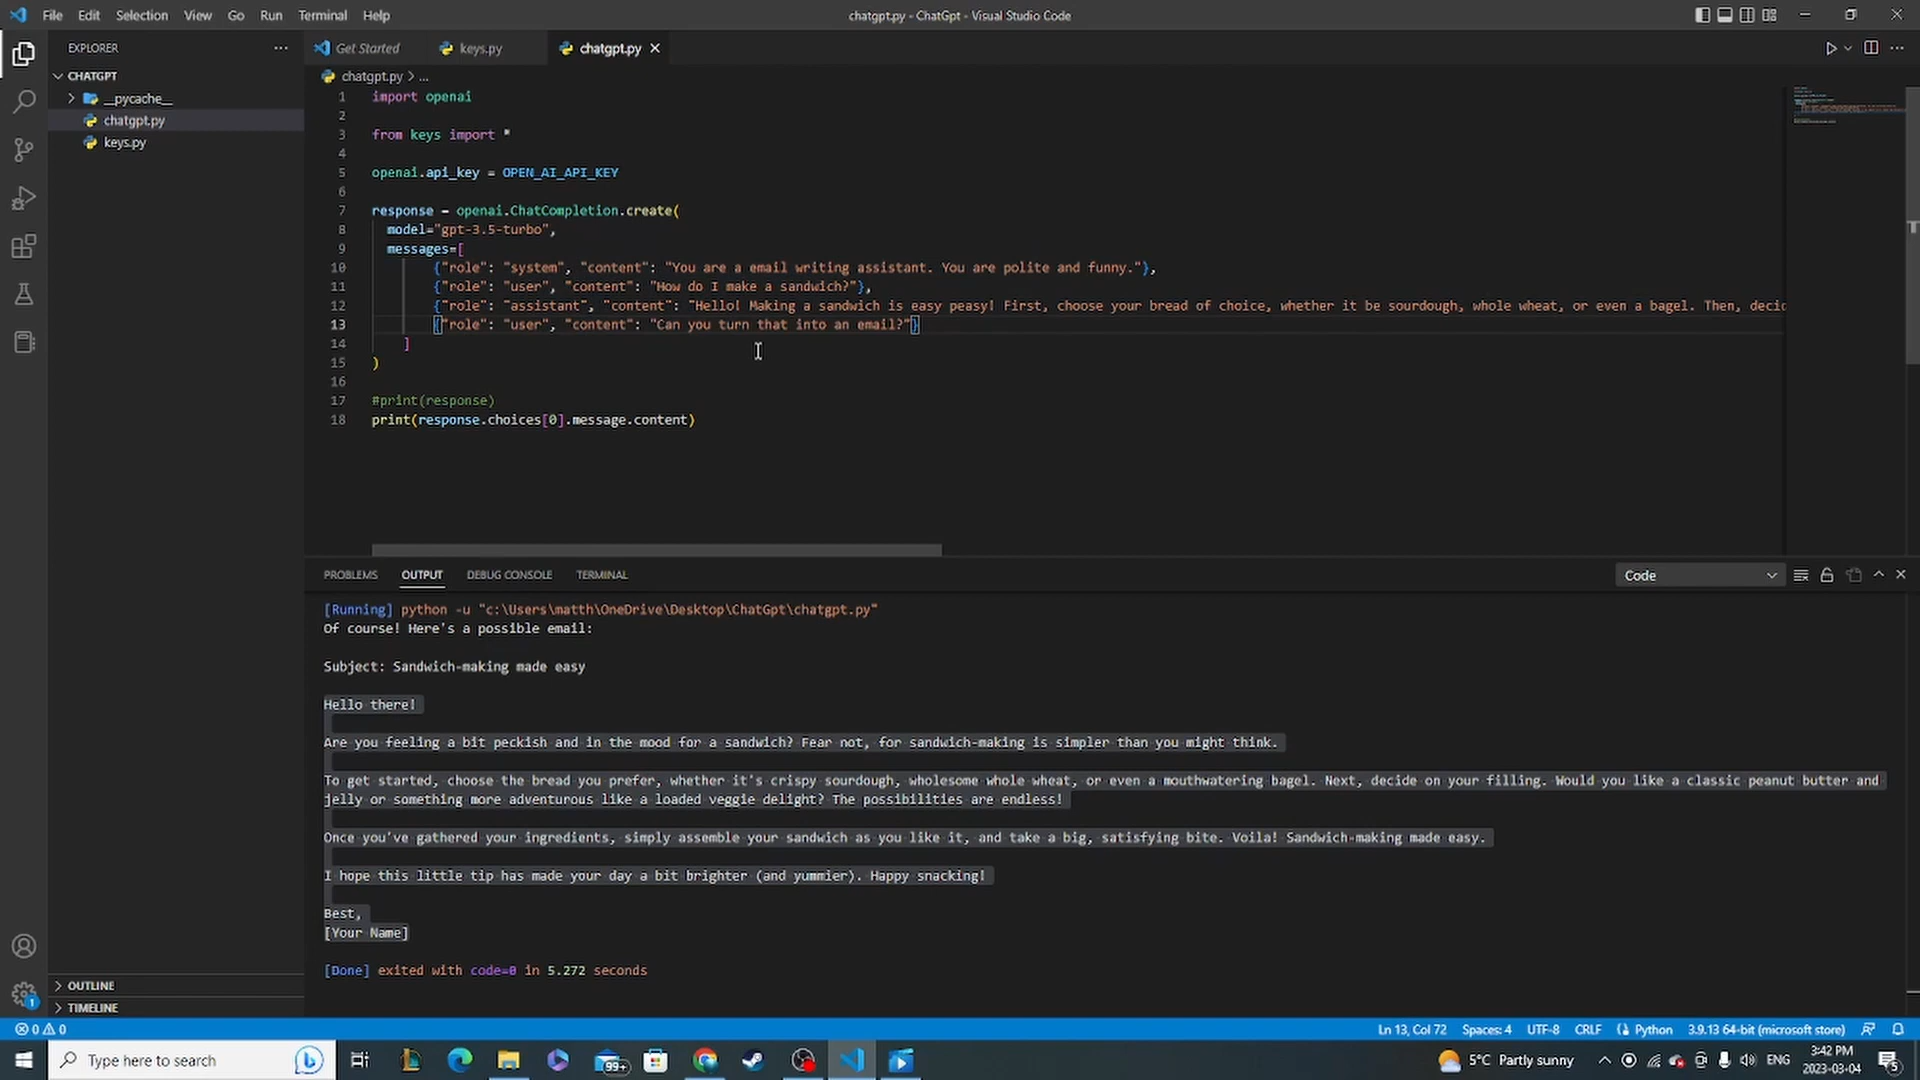 File Edit Selection View Go Run Terminal Help
chatgpt.py - ChatGpt - Visual Studio Code
EXPLORER
CHATGPT
__pycache__
chatgpt.py
keys.py
OUTLINE
TIMELINE
Get Started keys.py chatgpt.py
chatgpt.py > ...
1 import openai
2
3 from keys import *
4
5 openai.api_key = OPEN_AI_API_KEY
6
7 response = openai.ChatCompletion.create(
8 model="gpt-3.5-turbo",
9 messages=[
10 {"role": "system", "content": "You are a email writing assistant. You are polite and funny."},
11 {"role": "user", "content": "How do I make a sandwich?"},
12 {"role": "assistant", "content": "Hello! Making a sandwich is easy peasy! First, choose your bread of choice, whether it be sourdough, whole wheat, or even a bagel. Then, decid
13 {"role": "user", "content": "Can you turn that into an email?"}
14 ]
15 )
16
17 #print(response)
18 print(response.choices[0].message.content)
PROBLEMS OUTPUT DEBUG CONSOLE TERMINAL
Code
[Running] python -u "c:\Users\matth\OneDrive\Desktop\ChatGpt\chatgpt.py"
Of course! Here's a possible email:
Subject: Sandwich-making made easy
Hello there!
Are you feeling a bit peckish and in the mood for a sandwich? Fear not, for sandwich-making is simpler than you might think.
To get started, choose the bread you prefer, whether it's crispy sourdough, wholesome whole wheat, or even a mouthwatering bagel. Next, decide on your filling. Would you like a classic peanut butter and
jelly or something more adventurous like a loaded veggie delight? The possibilities are endless!
Once you've gathered your ingredients, simply assemble your sandwich as you like it, and take a big, satisfying bite. Voila! Sandwich-making made easy.
I hope this little tip has made your day a bit brighter (and yummier). Happy snacking!
Best,
[Your Name]
[Done] exited with code=0 in 5.272 seconds
1
0 0
Ln 13, Col 72 Spaces: 4 UTF-8 CRLF Python 3.9.13 64-bit (microsoft store)
Type here to search
99+
5°C Partly sunny
ENG
3:42 PM
2023-03-04
5